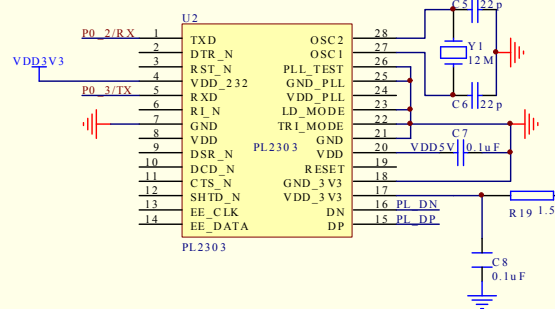 U2
C5 22p
P0_2/RX 1 TXD OSC2 28
2 DTR_N OSC1 27 Y1
VDD3V3 3 RST_N PLL_TEST 26 12M
4 VDD_232 GND_PLL 25
P0_3/TX 5 RXD VDD_PLL 24
6 RI_N LD_MODE 23 C6 22p
7 GND TRI_MODE 22
8 VDD GND 21 C7
9 DSR_N PL2303 VDD 20 VDD5V 0.1uF
10 DCD_N RESET 19
11 CTS_N GND_3V3 18
12 SHTD_N VDD_3V3 17
13 EE_CLK DN 16 PL_DN R19 1.5
14 EE_DATA DP 15 PL_DP
PL2303
C8
0.1uF